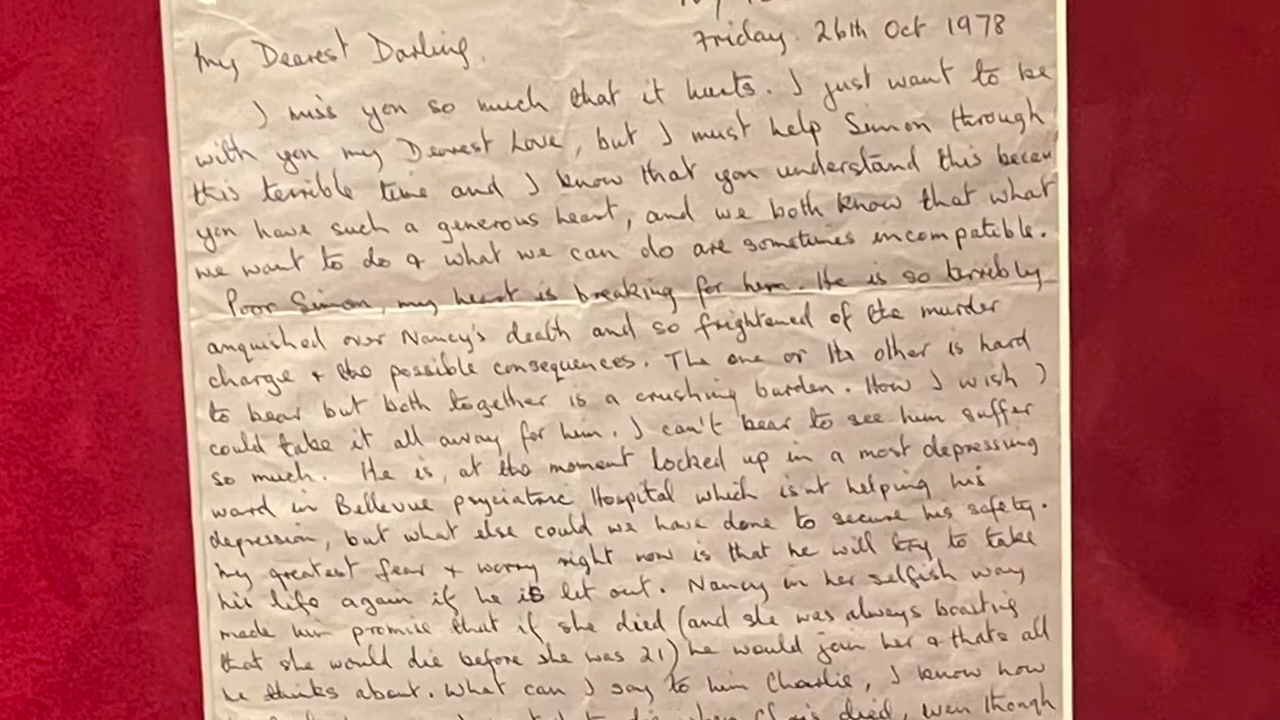 Friday. 26th Oct 1978
My Dearest Darling.
I miss you so much that it hurts. I just want to be
with you my Dearest Love, but I must help Simon through
this terrible time and I know that you understand this becau
you have such a generous heart, and we both know that what
we want to do & what we can do are sometimes incompatible.
Poor Simon, my heart is breaking for him. He is so terribly
anquished over Nancy's death and so frightened of the murder
charge + the possible consequences. The one or the other is hard
to bear but both together is a crushing burden. How I wish I
could take it all away for him. I can't bear to see him suffer
so much. He is, at the moment locked up in a most depressing
ward in Bellevue psyciatric Hospital which isnt helping his
depression, but what else could we have done to secure his safety.
My greatest fear + worry right now is that he will try to take
his life again if he is let out. Nancy in her selfish way
made him promise that if she died (and she was always boasting
that she would die before she was 21) he would join her & thats all
he thinks about. What can I say to him Charlie, I know how
died, even though